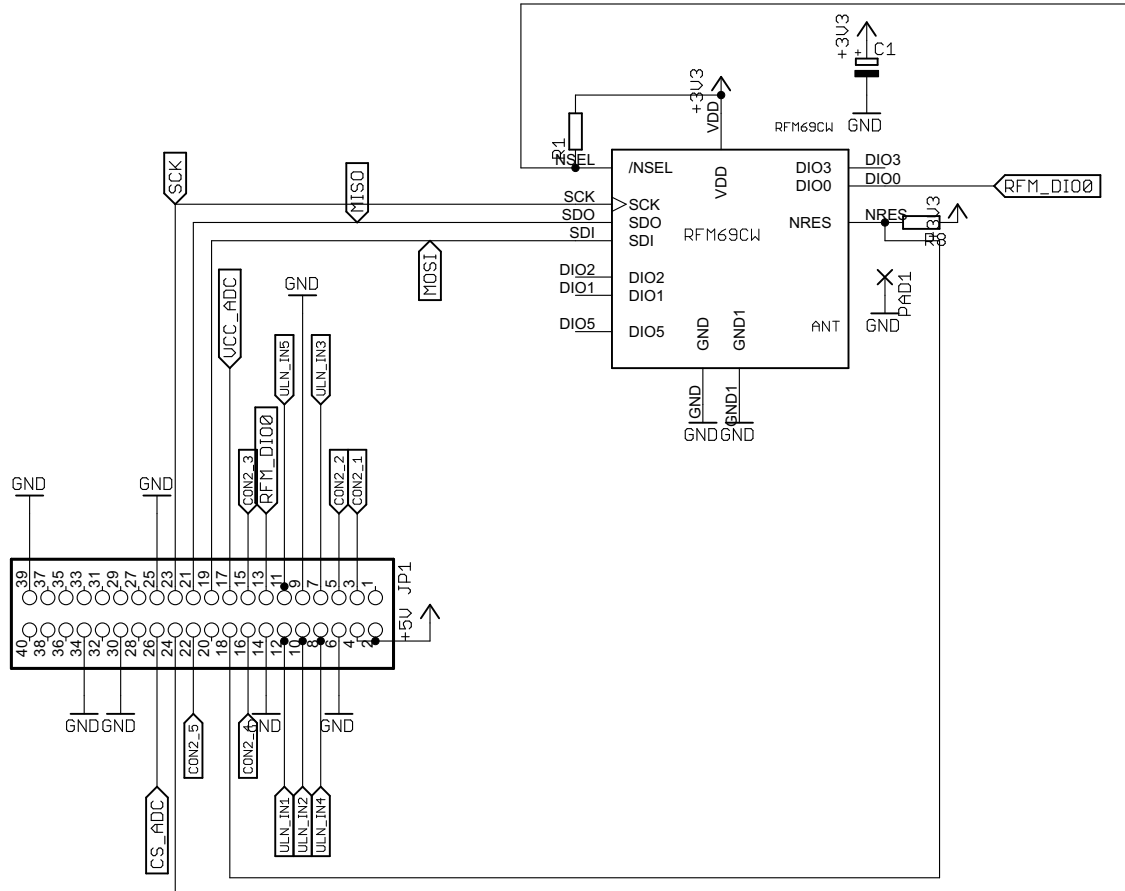 +3V3
C1
GND
+3V3
VDD
RFM69CW
R1
NSEL
/NSEL
VDD
DIO3
DIO3
DIO0
DIO0
RFM_DIO0
SCK
MISO
SCK
SCK
SDO
SDO
SDI
SDI
RFM69CW
NRES
NRES
+3V3
R8
MOSI
GND
VCC_ADC
DIO2
DIO2
DIO1
DIO1
DIO5
DIO5
GND
GND1
ANT
PAD1
GND
ULN_IN5
ULN_IN3
GND
GND1
GND
GND
CON2_3
RFM_DIO0
CON2_2
CON2_1
GND
GND
39
37
35
33
31
29
27
25
23
21
19
17
15
13
11
9
7
5
3
1
JP1
+5V
40
38
36
34
32
30
28
26
24
22
20
18
16
14
12
10
8
6
4
2
GND
GND
CON2_5
CON2_4
GND
GND
CS_ADC
ULN_IN1
ULN_IN2
ULN_IN4